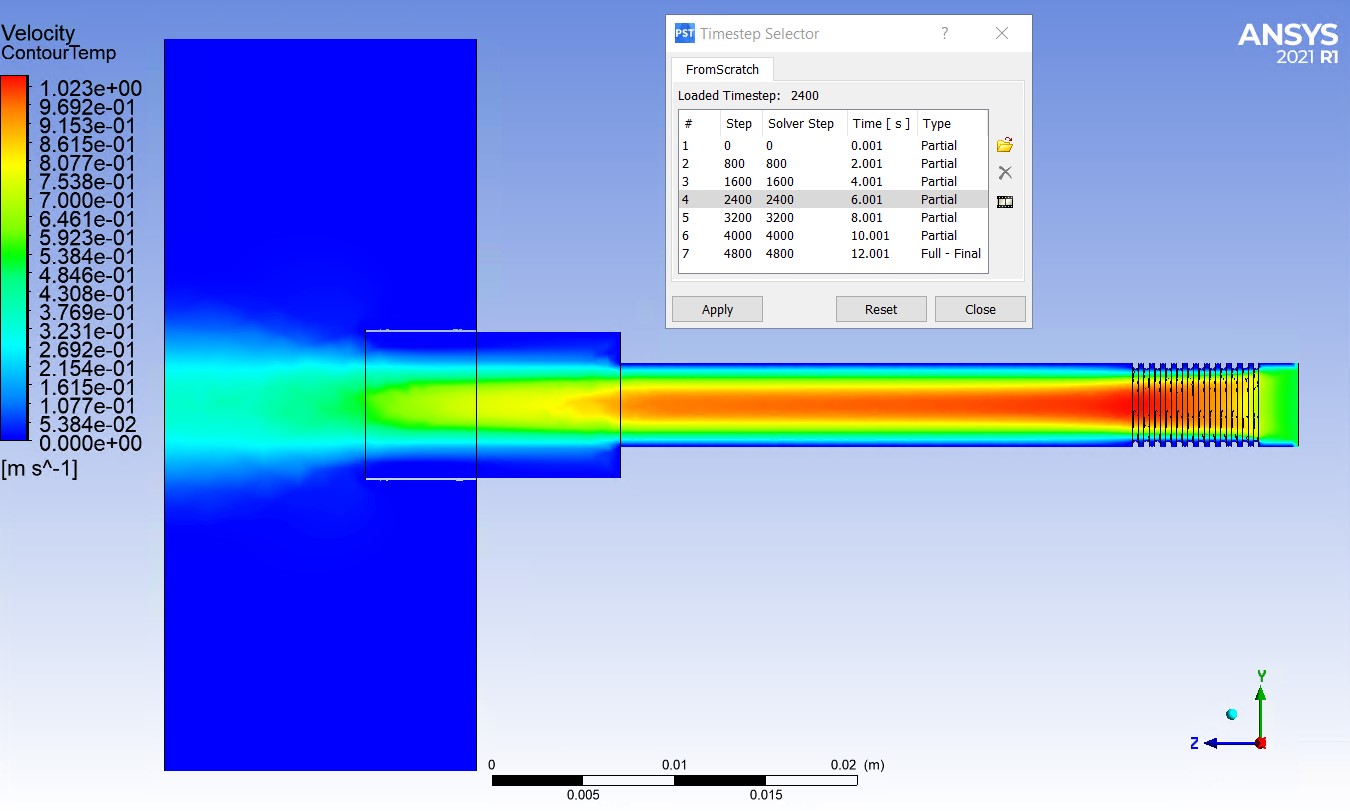 Velocity
ContourTemp
1.023e+00
9.692e-01
9.153e-01
8.615e-01
8.077e-01
7.538e-01
7.000e-01
6.461e-01
5.923e-01
5.384e-01
4.846e-01
4.308e-01
3.769e-01
3.231e-01
2.692e-01
2.154e-01
1.615e-01
1.077e-01
5.384e-02
0.000e+00
[m s^-1]
PST Timestep Selector ?
FromScratch
Loaded Timestep: 2400
# Step Solver Step Time [ s ] Type
1 0 0 0.001 Partial
2 800 800 2.001 Partial
3 1600 1600 4.001 Partial
4 2400 2400 6.001 Partial
5 3200 3200 8.001 Partial
6 4000 4000 10.001 Partial
7 4800 4800 12.001 Full - Final
Apply Reset Close
ANSYS
2021 R1
Y
Z
0 0.01 0.02 (m)
0.005 0.015